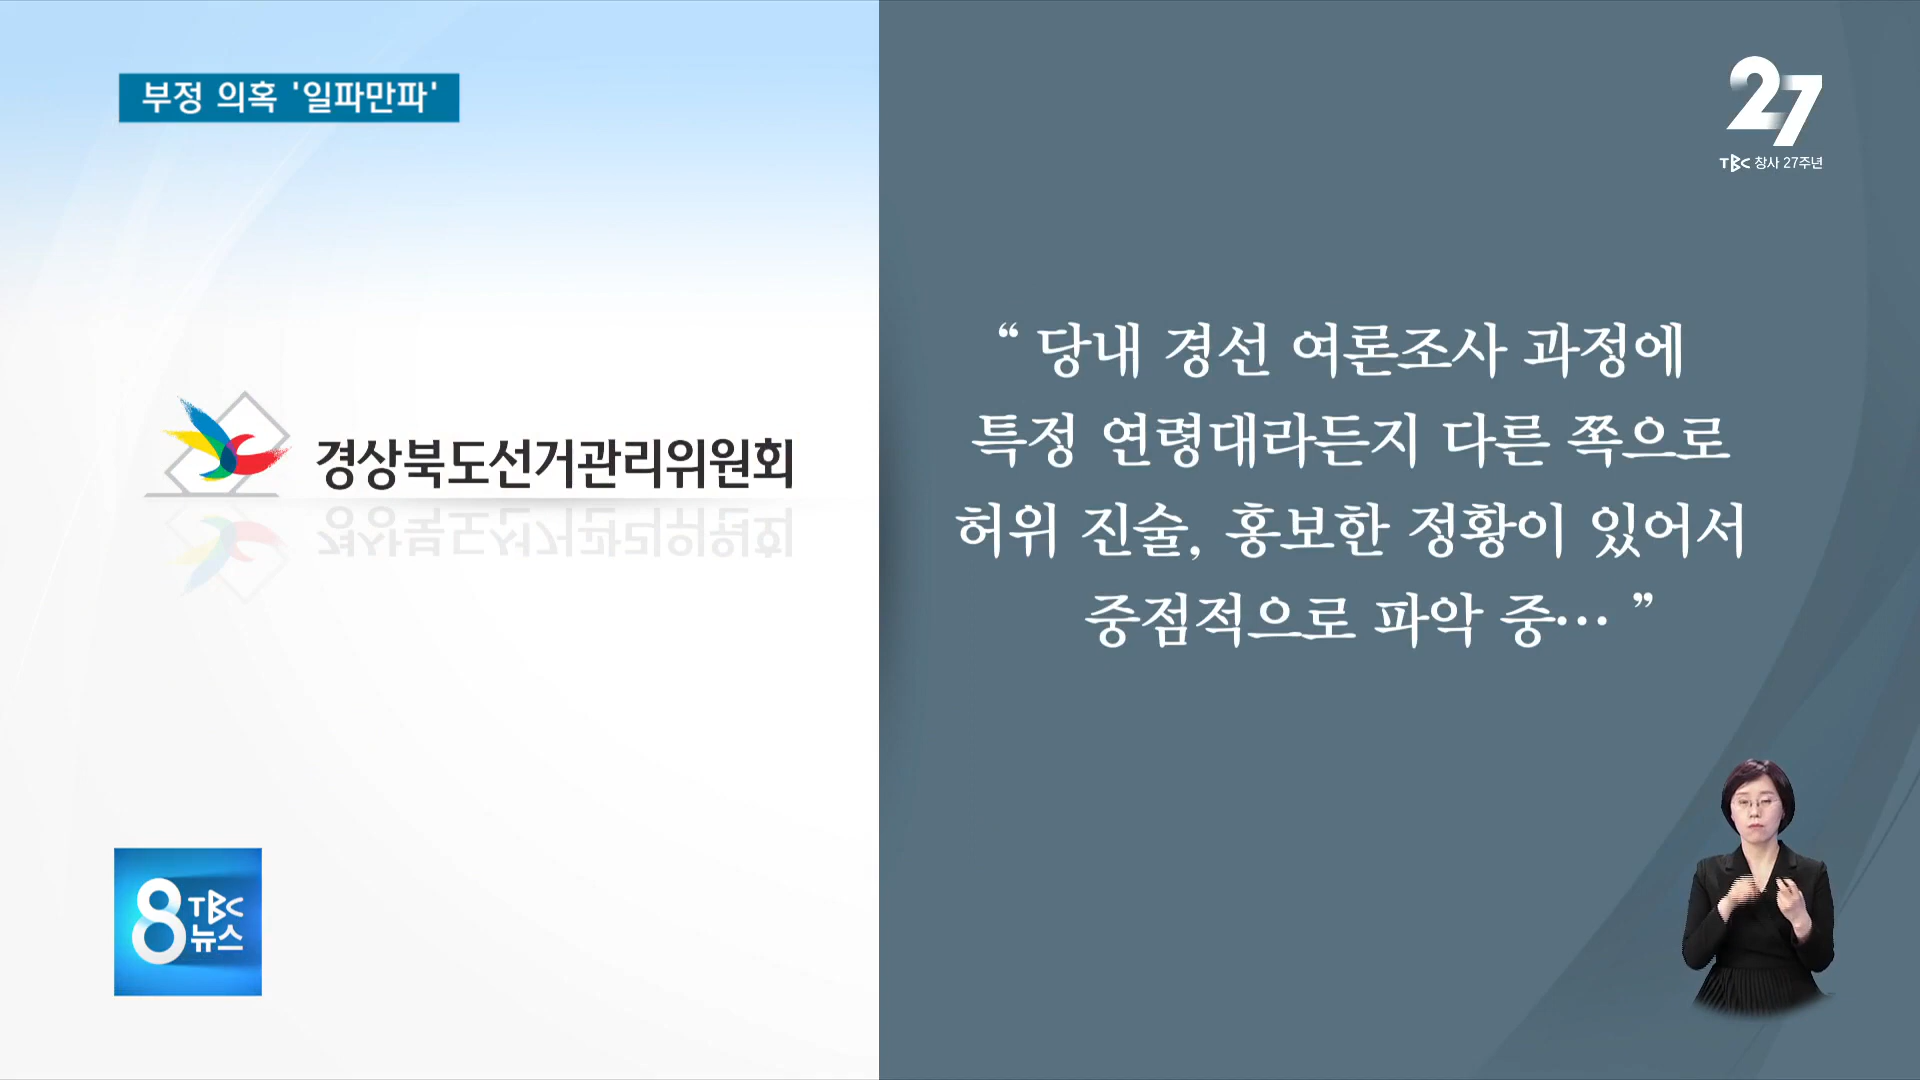 부정 의혹 '일파만파'
27
TBC 창사 27주년
경상북도선거관리위원회
“ 당내 경선 여론조사 과정에
특정 연령대라든지 다른 쪽으로
허위 진술, 홍보한 정황이 있어서
중점적으로 파악 중… ”
8 TBC
뉴스